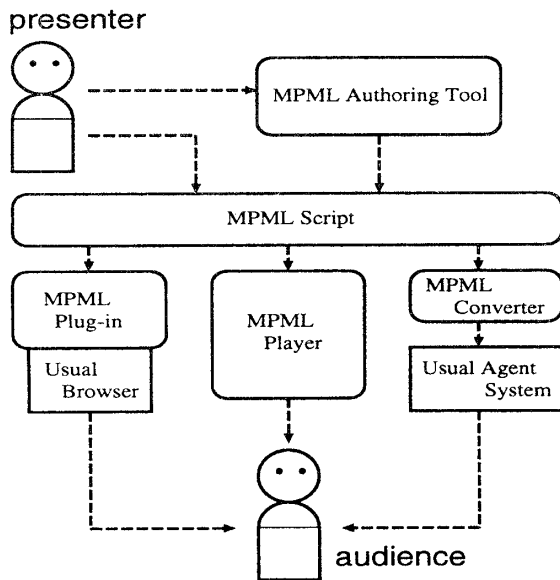 presenter
MPML Authoring Tool
MPML Script
MPML
Plug-in
Usual
Browser
MPML
Player
MPML
Converter
Usual Agent
System
audience